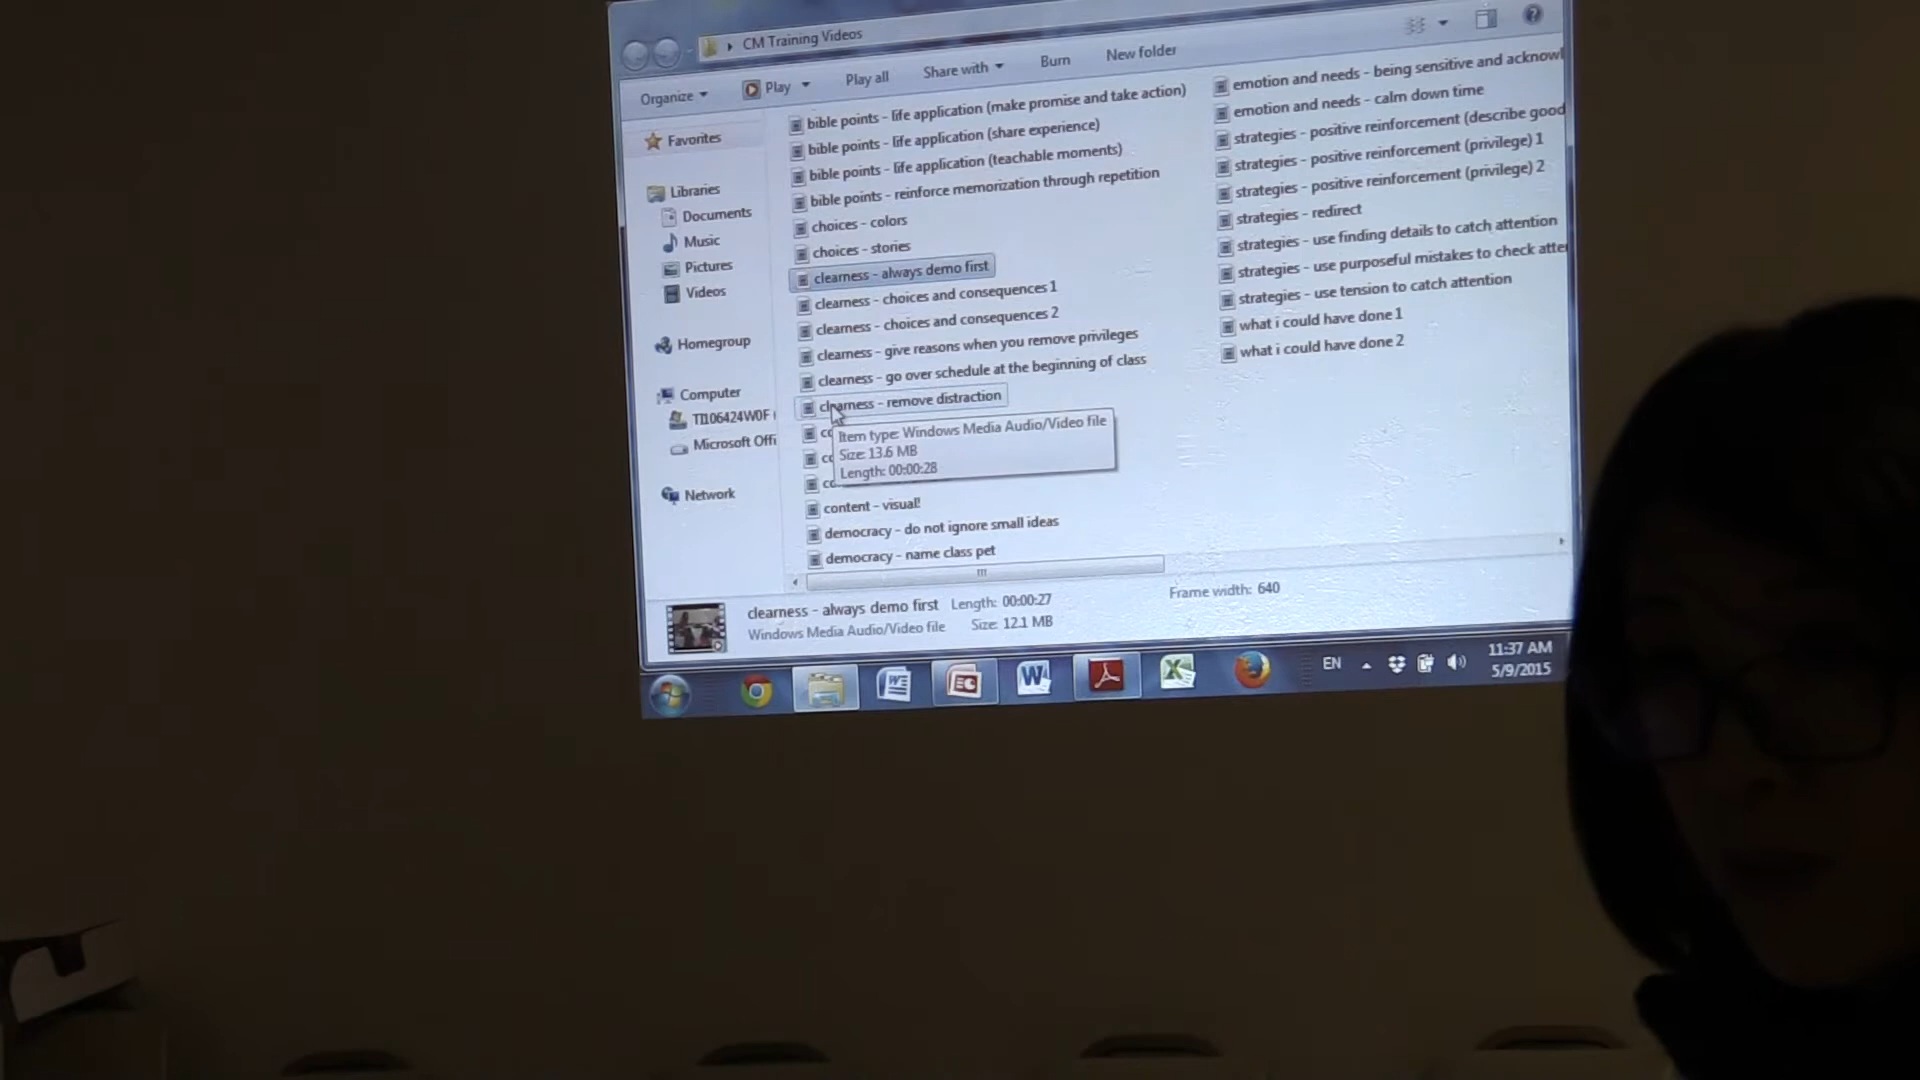 CM Training Videos
Organize Play Play all Share with Burn New folder
Favorites
Libraries
Documents
Music
Pictures
Videos
Homegroup
Computer
TI106424W0F
Microsoft Offi
Network
bible points - life application (make promise and take action)
bible points - life application (share experience)
bible points - life application (teachable moments)
bible points - reinforce memorization through repetition
choices - colors
choices - stories
clearness - always demo first
clearness - choices and consequences 1
clearness - choices and consequences 2
clearness - give reasons when you remove privileges
clearness - go over schedule at the beginning of class
clearness - remove distraction
Item type: Windows Media Audio/Video file
Size: 13.6 MB
Length: 00:00:28
content - visual!
democracy - do not ignore small ideas
democracy - name class pet
emotion and needs - being sensitive and acknowl
emotion and needs - calm down time
strategies - positive reinforcement (describe good
strategies - positive reinforcement (privilege) 1
strategies - positive reinforcement (privilege) 2
strategies - redirect
strategies - use finding details to catch attention
strategies - use purposeful mistakes to check atte
strategies - use tension to catch attention
what i could have done 1
what i could have done 2
clearness - always demo first Length: 00:00:27 Frame width: 640
Windows Media Audio/Video file Size: 12.1 MB
EN 11:37 AM
5/9/2015